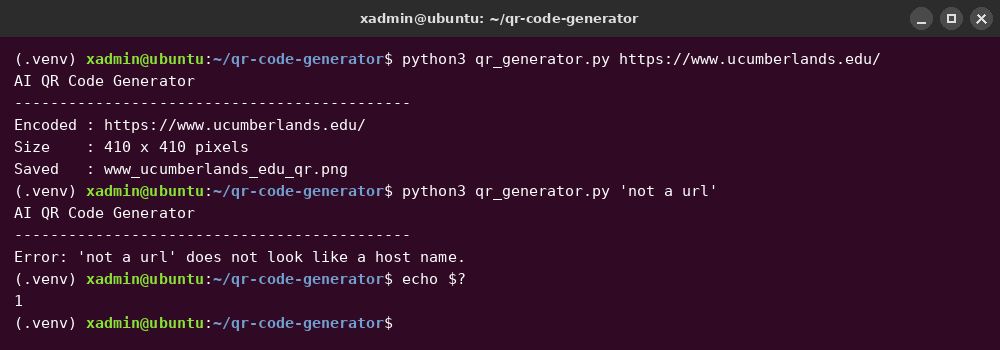 xadmin@ubuntu: ~/qr-code-generator
(.venv) xadmin@ubuntu:~/qr-code-generator$ python3 qr_generator.py https://www.ucumberlands.edu/
AI QR Code Generator
--------------------------------------------
Encoded : https://www.ucumberlands.edu/
Size    : 410 x 410 pixels
Saved   : www_ucumberlands_edu_qr.png
(.venv) xadmin@ubuntu:~/qr-code-generator$ python3 qr_generator.py 'not a url'
AI QR Code Generator
--------------------------------------------
Error: 'not a url' does not look like a host name.
(.venv) xadmin@ubuntu:~/qr-code-generator$ echo $?
1
(.venv) xadmin@ubuntu:~/qr-code-generator$